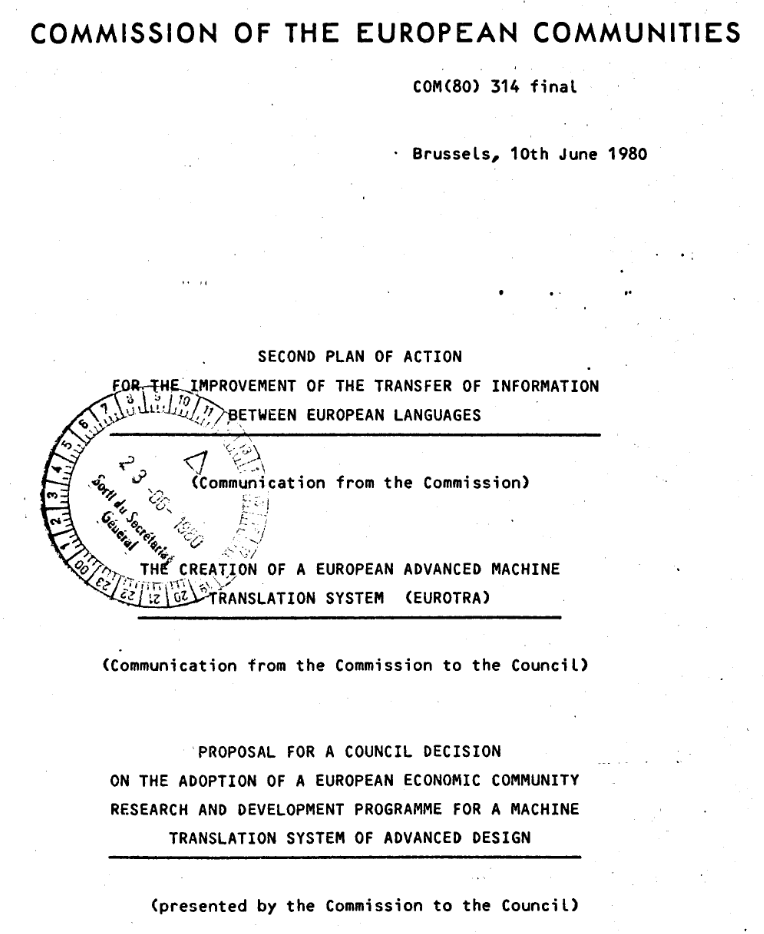 COMMISSION OF THE EUROPEAN COMMUNITIES
COM(80) 314 final
Brussels, 10th June 1980
SECOND PLAN OF ACTION
FOR THE IMPROVEMENT OF THE TRANSFER OF INFORMATION
BETWEEN EUROPEAN LANGUAGES
(Communication from the Commission)
7 8 9 10 11
6
5
4
3
2
1
00
23 22 21 20 19
23 -06- 1980
Sorti du Secrétariat
Général
THE CREATION OF A EUROPEAN ADVANCED MACHINE
TRANSLATION SYSTEM (EUROTRA)
(Communication from the Commission to the Council)
PROPOSAL FOR A COUNCIL DECISION
ON THE ADOPTION OF A EUROPEAN ECONOMIC COMMUNITY
RESEARCH AND DEVELOPMENT PROGRAMME FOR A MACHINE
TRANSLATION SYSTEM OF ADVANCED DESIGN
(presented by the Commission to the Council)